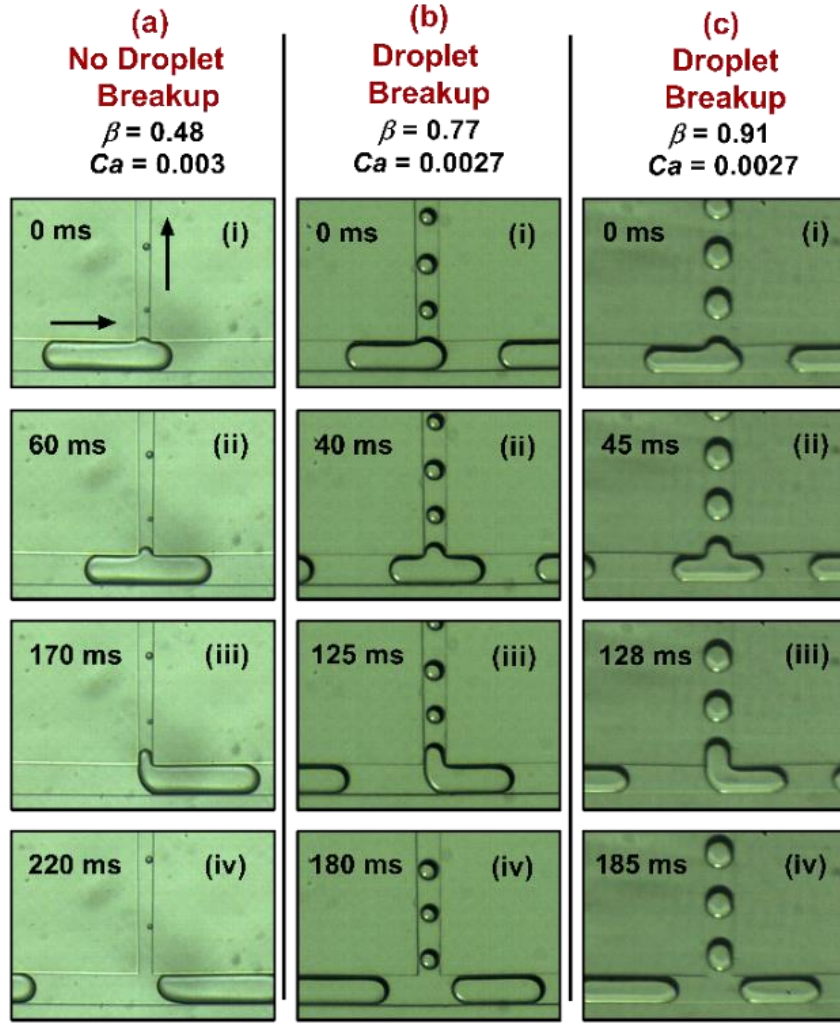 (a)
No Droplet
Breakup
β = 0.48
Ca = 0.003
0 ms (i)
60 ms (ii)
170 ms (iii)
220 ms (iv)
(b)
Droplet
Breakup
β = 0.77
Ca = 0.0027
0 ms (i)
40 ms (ii)
125 ms (iii)
180 ms (iv)
(c)
Droplet
Breakup
β = 0.91
Ca = 0.0027
0 ms (i)
45 ms (ii)
128 ms (iii)
185 ms (iv)